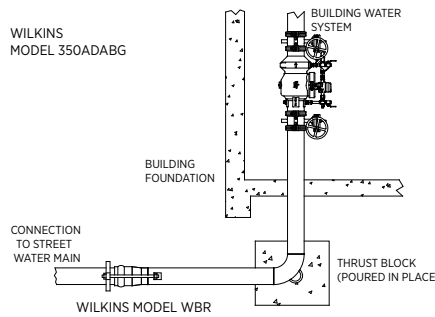 WILKINS
MODEL 350ADABG
BUILDING WATER
SYSTEM
BUILDING
FOUNDATION
CONNECTION
TO STREET
WATER MAIN
THRUST BLOCK
(POURED IN PLACE
WILKINS MODEL WBR